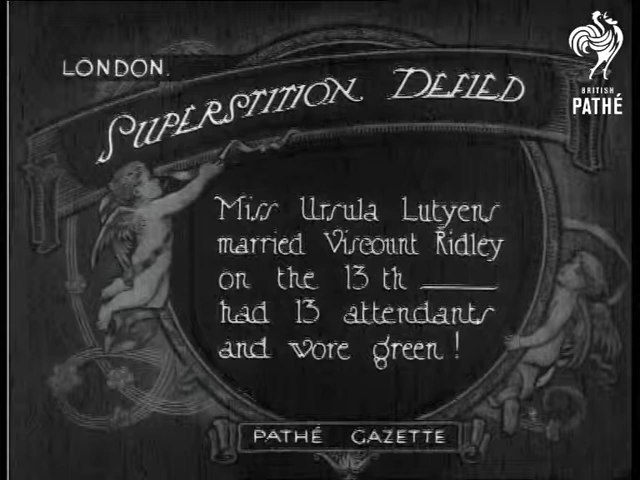 LONDON.
SUPERSTITION DEFIED
Miss Ursula Lutyens
married Viscount Ridley
on the 13 th ____
had 13 attendants
and wore green!
PATHÉ GAZETTE
BRITISH
PATHÉ